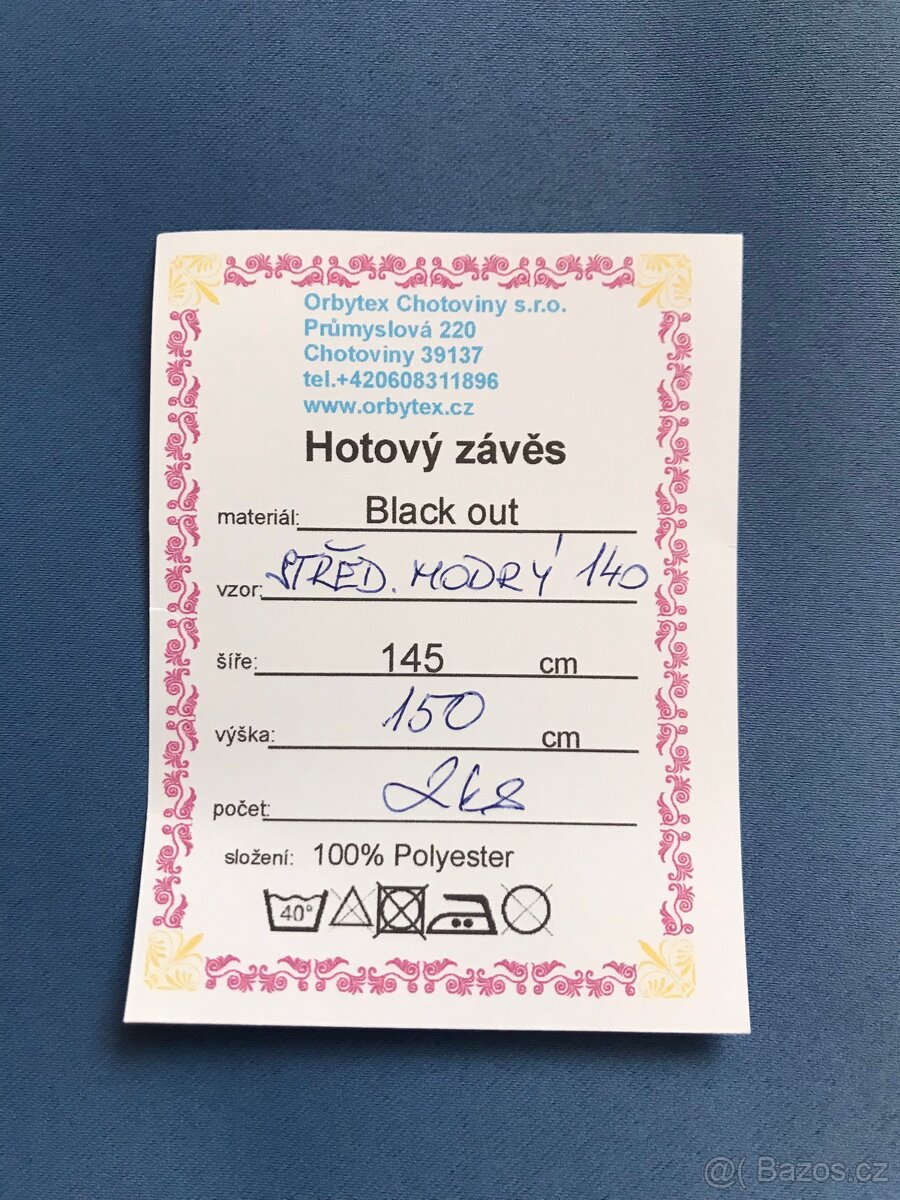 Orbytex Chotoviny s.r.o.
Průmyslová 220
Chotoviny 39137
tel.+420608311896
www.orbytex.cz
Hotový závěs
materiál: Black out
vzor: STŘED. MODRÝ 140
šíře: 145 cm
výška: 150 cm
počet: 2ks
složení: 100% Polyester
40°
@( Bazos.cz